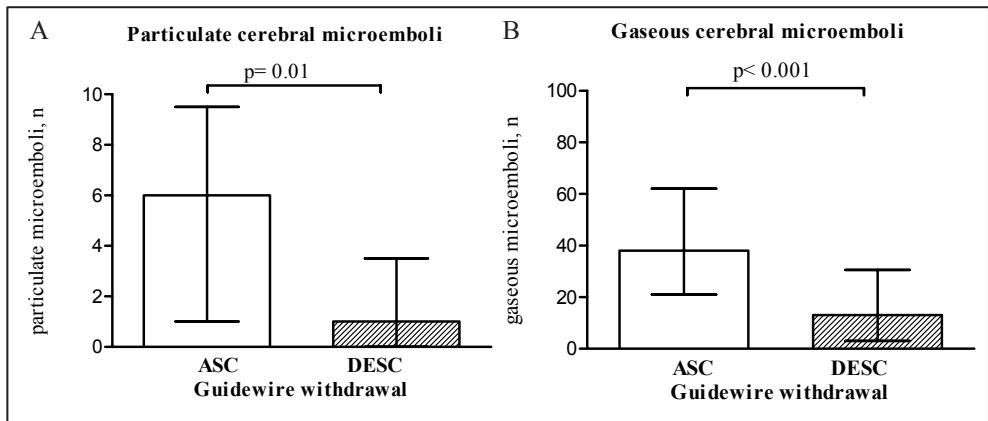 A
Particulate cerebral microemboli
p= 0.01
particulate microemboli, n
10
8
6
4
2
0
ASC DESC
Guidewire withdrawal
B
Gaseous cerebral microemboli
p< 0.001
gaseous microemboli, n
100
80
60
40
20
0
ASC DESC
Guidewire withdrawal